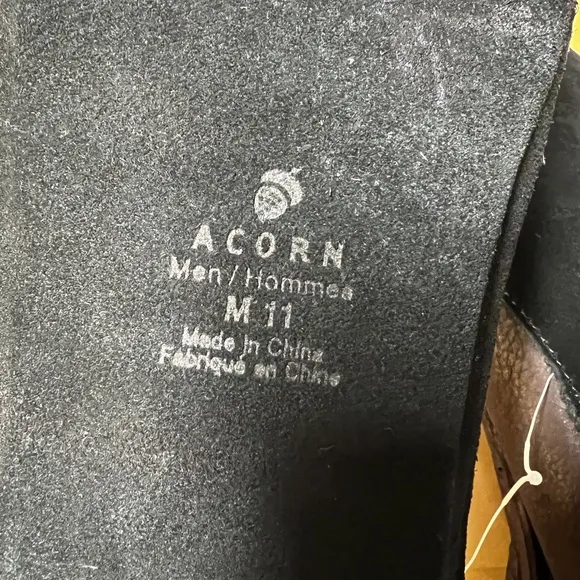 ACORN
Men / Hommes
M 11
Made in China
Fabriqué en Chine